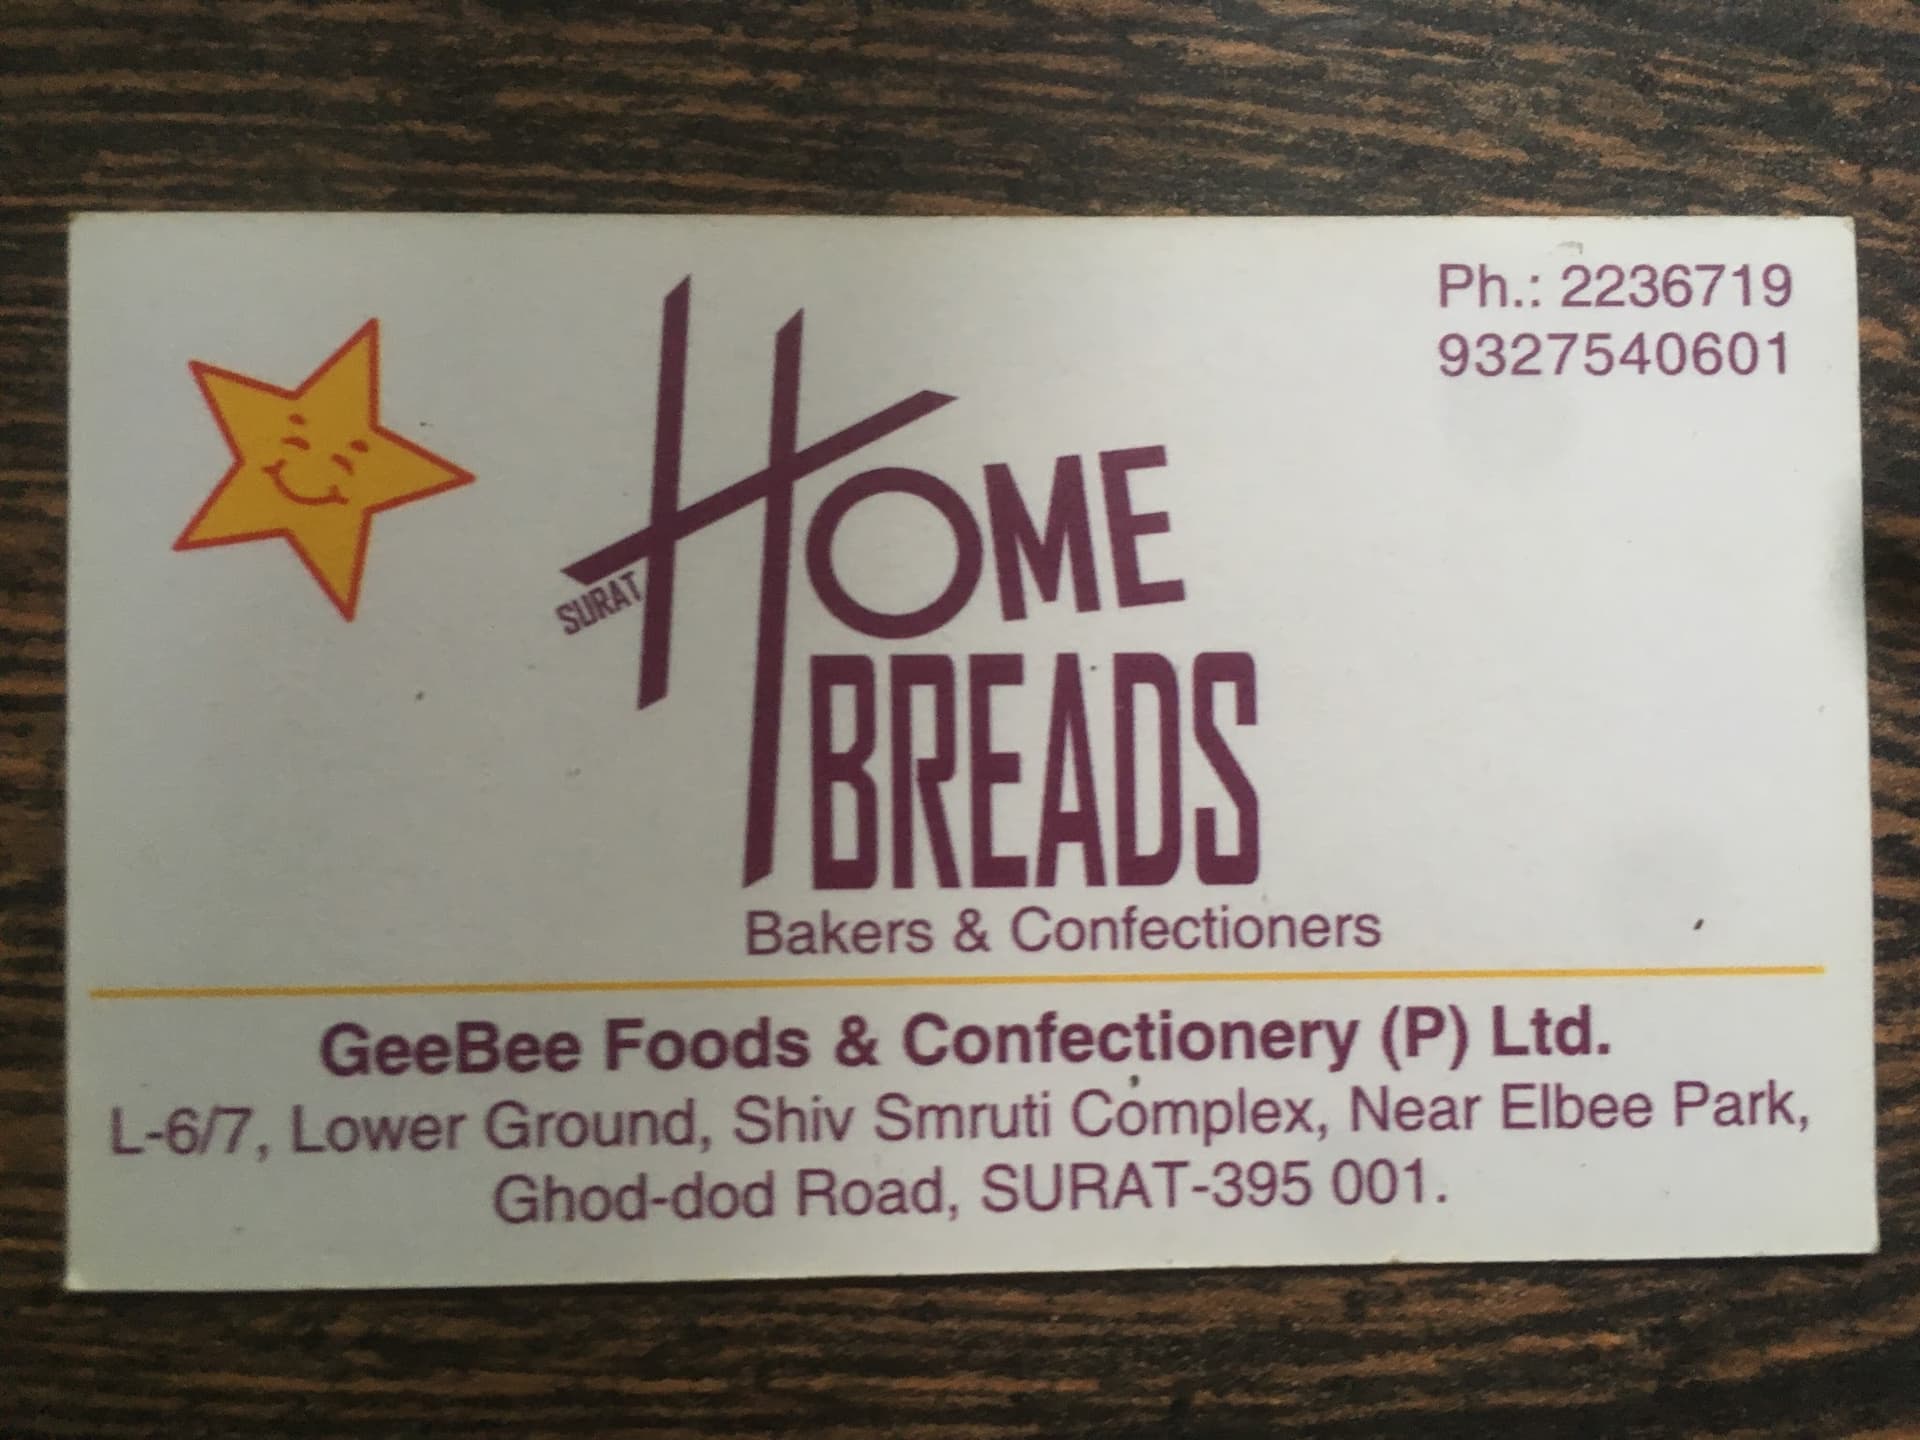 Ph.: 2236719
9327540601
HOME
SURAT
BREADS
Bakers & Confectioners
GeeBee Foods & Confectionery (P) Ltd.
L-6/7, Lower Ground, Shiv Smruti Complex, Near Elbee Park,
Ghod-dod Road, SURAT-395 001.